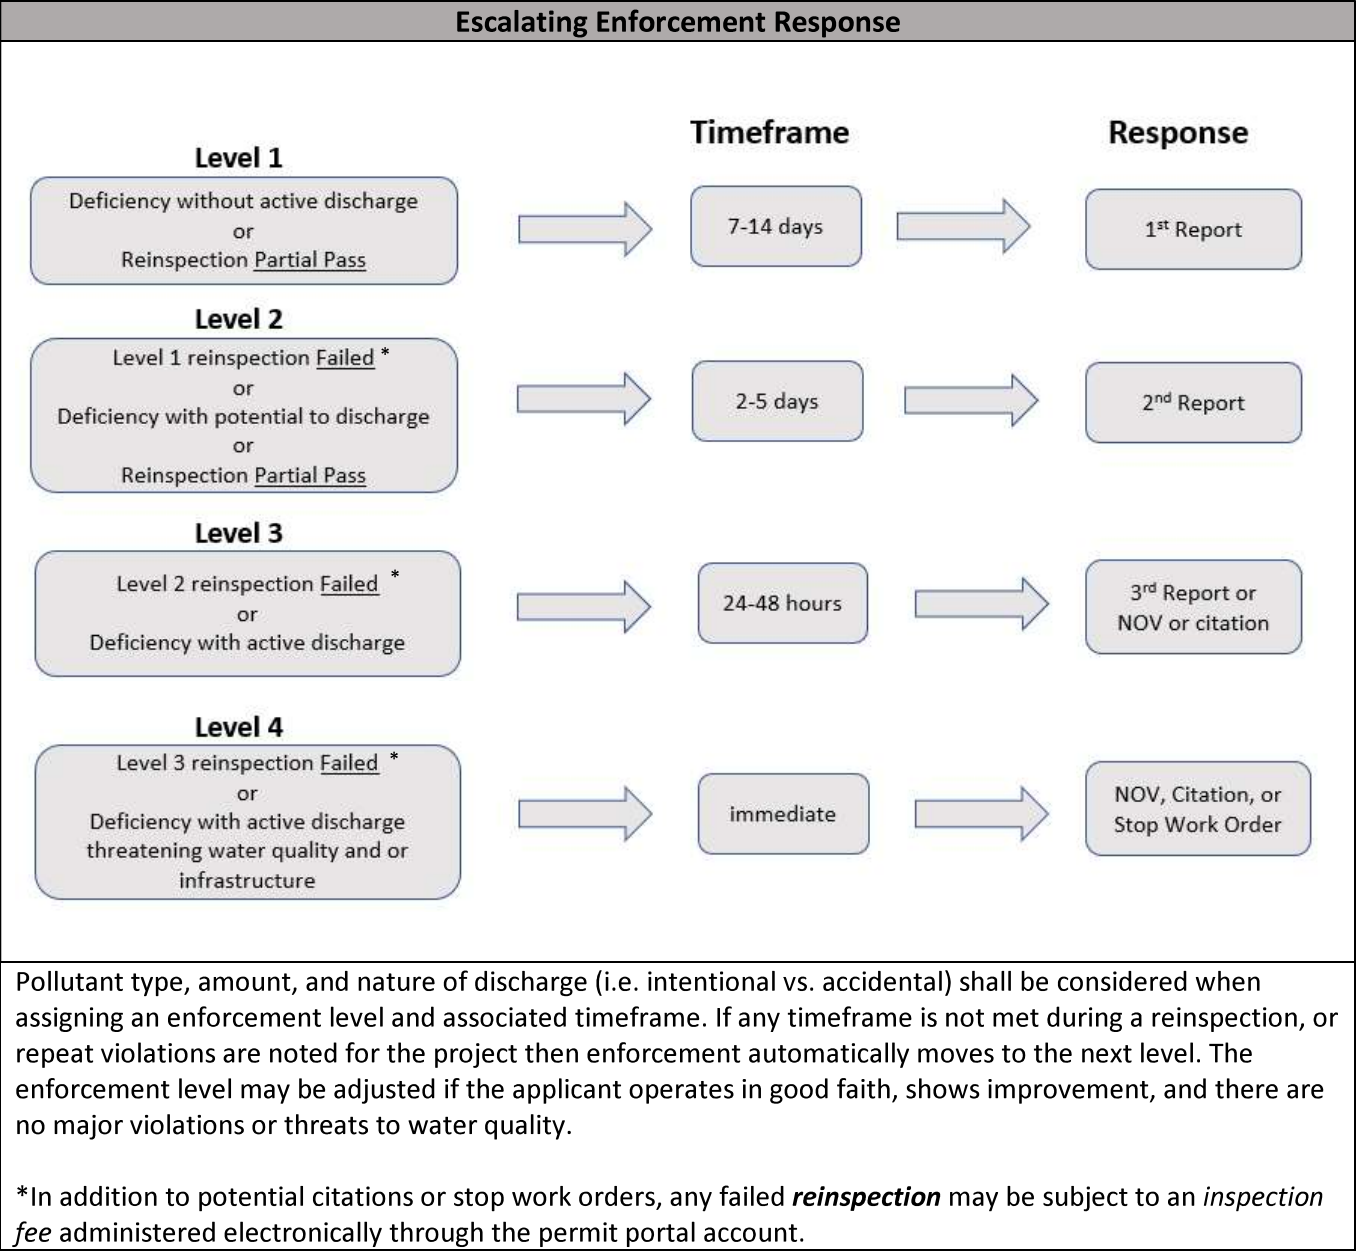 Escalating Enforcement Response
Timeframe
Response
Level 1
Deficiency without active discharge
or
Reinspection Partial Pass
7-14 days
1st Report
Level 2
Level 1 reinspection Failed *
or
Deficiency with potential to discharge
or
Reinspection Partial Pass
2-5 days
2nd Report
Level 3
Level 2 reinspection Failed *
or
Deficiency with active discharge
24-48 hours
3rd Report or
NOV or citation
Level 4
Level 3 reinspection Failed *
or
Deficiency with active discharge
threatening water quality and or
infrastructure
immediate
NOV, Citation, or
Stop Work Order
Pollutant type, amount, and nature of discharge (i.e. intentional vs. accidental) shall be considered when
assigning an enforcement level and associated timeframe. If any timeframe is not met during a reinspection, or
repeat violations are noted for the project then enforcement automatically moves to the next level. The
enforcement level may be adjusted if the applicant operates in good faith, shows improvement, and there are
no major violations or threats to water quality.
*In addition to potential citations or stop work orders, any failed reinspection may be subject to an inspection
fee administered electronically through the permit portal account.